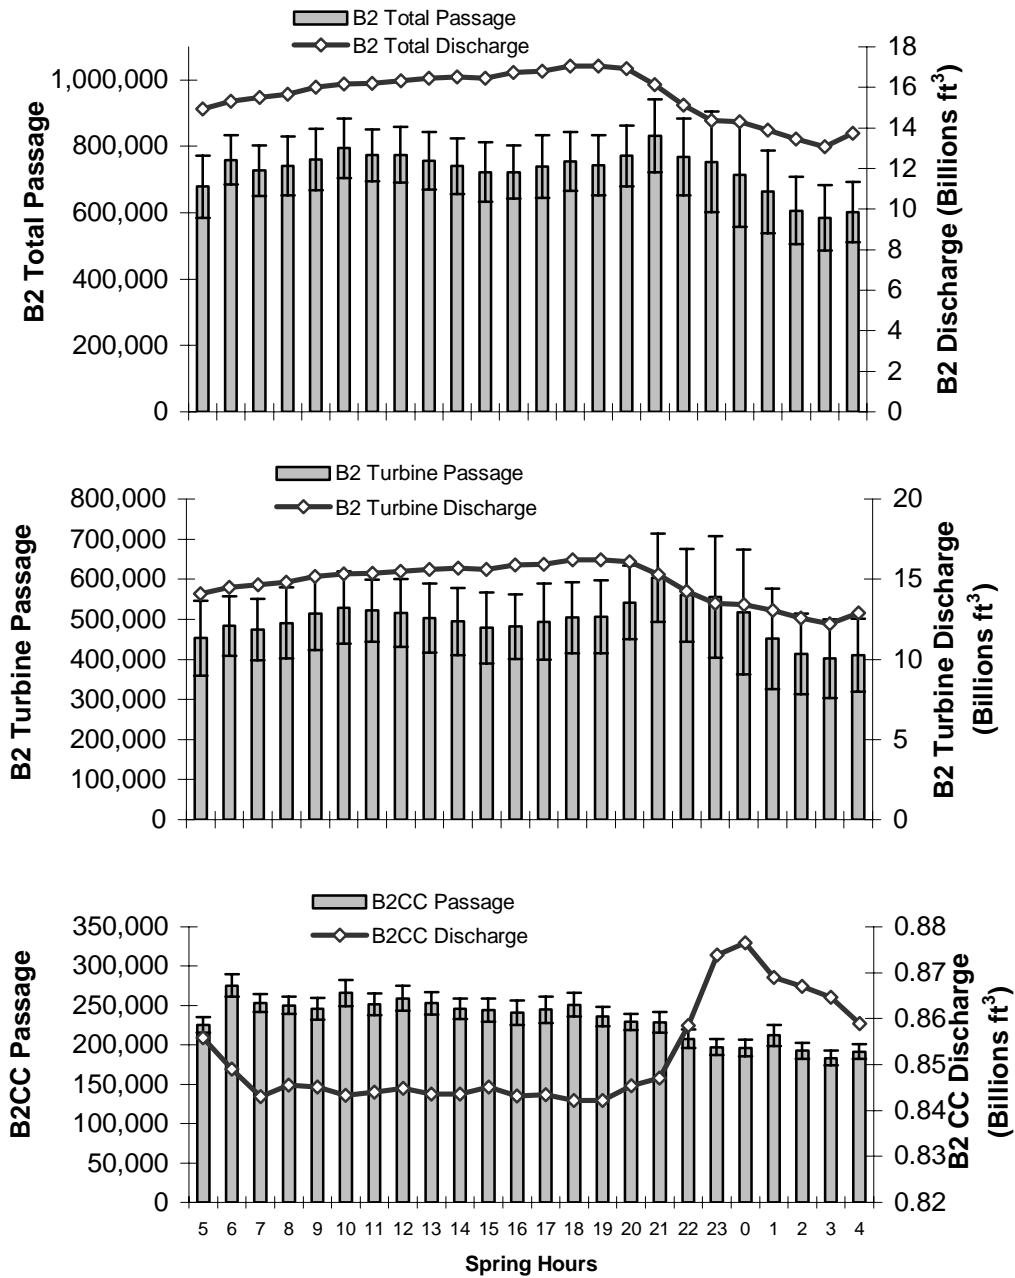 B2 Total Passage
B2 Total Discharge
B2 Total Passage
1,000,000
800,000
600,000
400,000
200,000
0
18
16
14
12
10
8
6
4
2
0
B2 Discharge (Billions ft³)
B2 Turbine Passage
B2 Turbine Discharge
B2 Turbine Passage
800,000
700,000
600,000
500,000
400,000
300,000
200,000
100,000
0
20
15
10
5
0
B2 Turbine Discharge
(Billions ft³)
B2CC Passage
B2CC Discharge
B2CC Passage
350,000
300,000
250,000
200,000
150,000
100,000
50,000
0
0.88
0.87
0.86
0.85
0.84
0.83
0.82
B2 CC Discharge
(Billions ft³)
5 6 7 8 9 10 11 12 13 14 15 16 17 18 19 20 21 22 23 0 1 2 3 4
Spring Hours